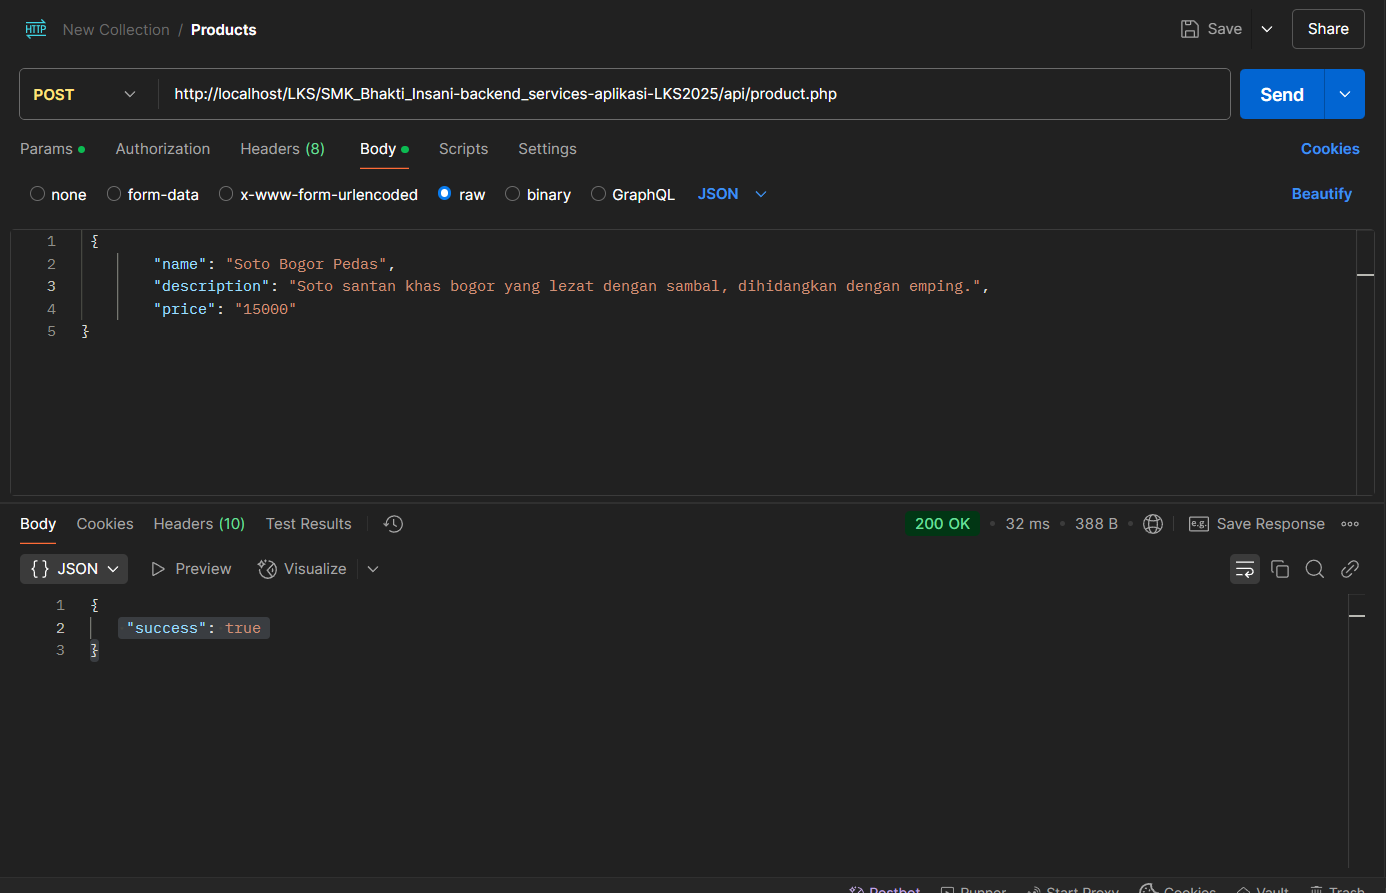 HTTP New Collection / Products Save Share
POST http://localhost/LKS/SMK_Bhakti_Insani-backend_services-aplikasi-LKS2025/api/product.php Send
Params Authorization Headers (8) Body Scripts Settings Cookies
none form-data x-www-form-urlencoded raw binary GraphQL JSON Beautify
1 {
2 "name": "Soto Bogor Pedas",
3 "description": "Soto santan khas bogor yang lezat dengan sambal, dihidangkan dengan emping.",
4 "price": "15000"
5 }
Body Cookies Headers (10) Test Results 200 OK • 32 ms • 388 B • e.g. Save Response
{} JSON Preview Visualize
1 {
2 "success": true
3 }
Postbot Runner Start Proxy Cookies Vault Trash